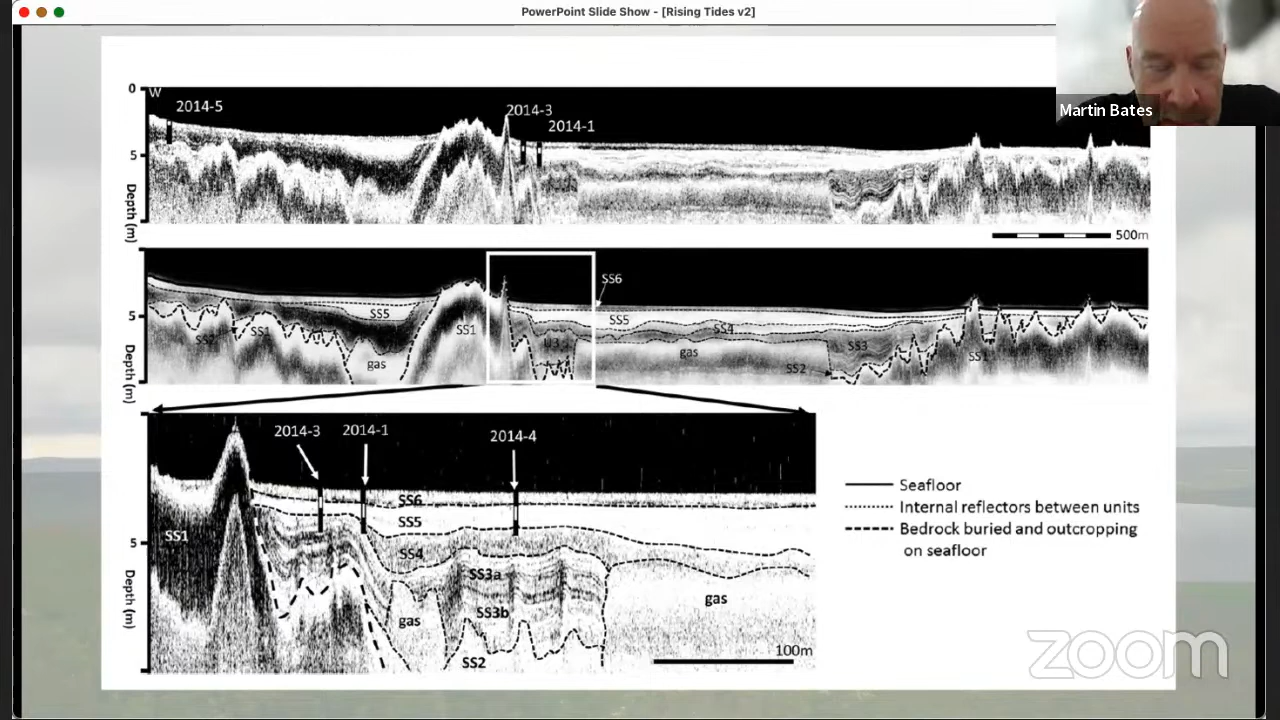 PowerPoint Slide Show - [Rising Tides v2]
Martin Bates
0
W
2014-5
2014-3
2014-1
5
Depth (m)
500m
SS6
SS5
SS5
SS4
SS1
SS1
SS2
SS3
gas
gas
SS2
SS1
5
Depth (m)
2014-3
2014-1
2014-4
SS6
SS5
SS1
SS4
5
SS3a
gas
gas
SS3b
Depth (m)
SS2
100m
Seafloor
Internal reflectors between units
Bedrock buried and outcropping
on seafloor
zoom